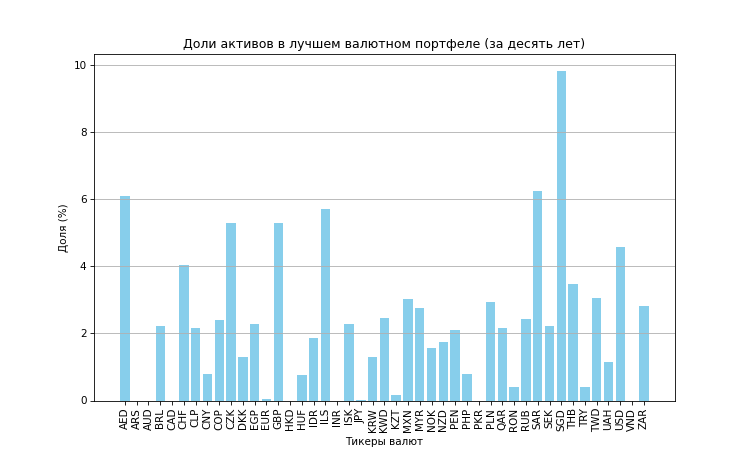 Доли активов в лучшем валютном портфеле (за десять лет)
10
8
6
4
2
0
Доля (%)
AED ARS AUD BRL CAD CHF CLP CNY COP CZK DKK EGP EUR GBP HKD HUF IDR ILS INR ISK JPY KRW KWD KZT MXN MYR NOK NZD PEN PHP PKR PLN QAR RON RUB SAR SEK SGD THB TRY TWD UAH USD VND ZAR
Тикеры валют